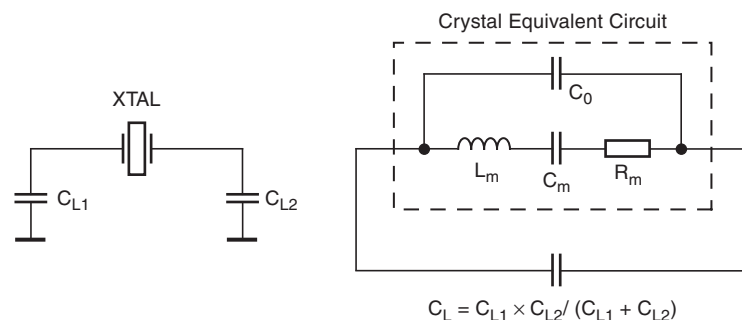 Crystal Equivalent Circuit
XTAL
C0
CL1
CL2
Lm
Cm
Rm
CL = CL1 × CL2/ (CL1 + CL2)